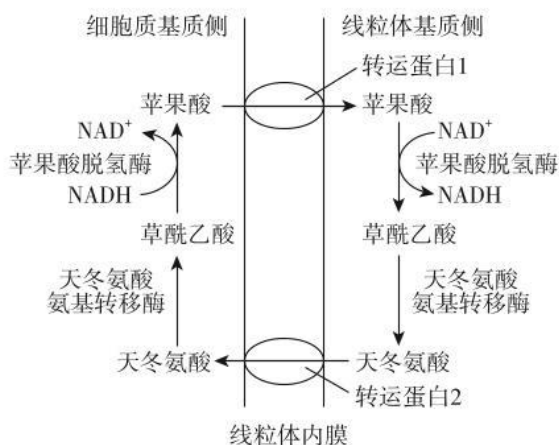 细胞质基质侧 线粒体基质侧
转运蛋白1
苹果酸 苹果酸
NAD+ NAD+
苹果酸脱氢酶 苹果酸脱氢酶
NADH NADH
草酰乙酸 草酰乙酸
天冬氨酸 天冬氨酸
氨基转移酶 氨基转移酶
天冬氨酸 天冬氨酸
转运蛋白2
线粒体内膜